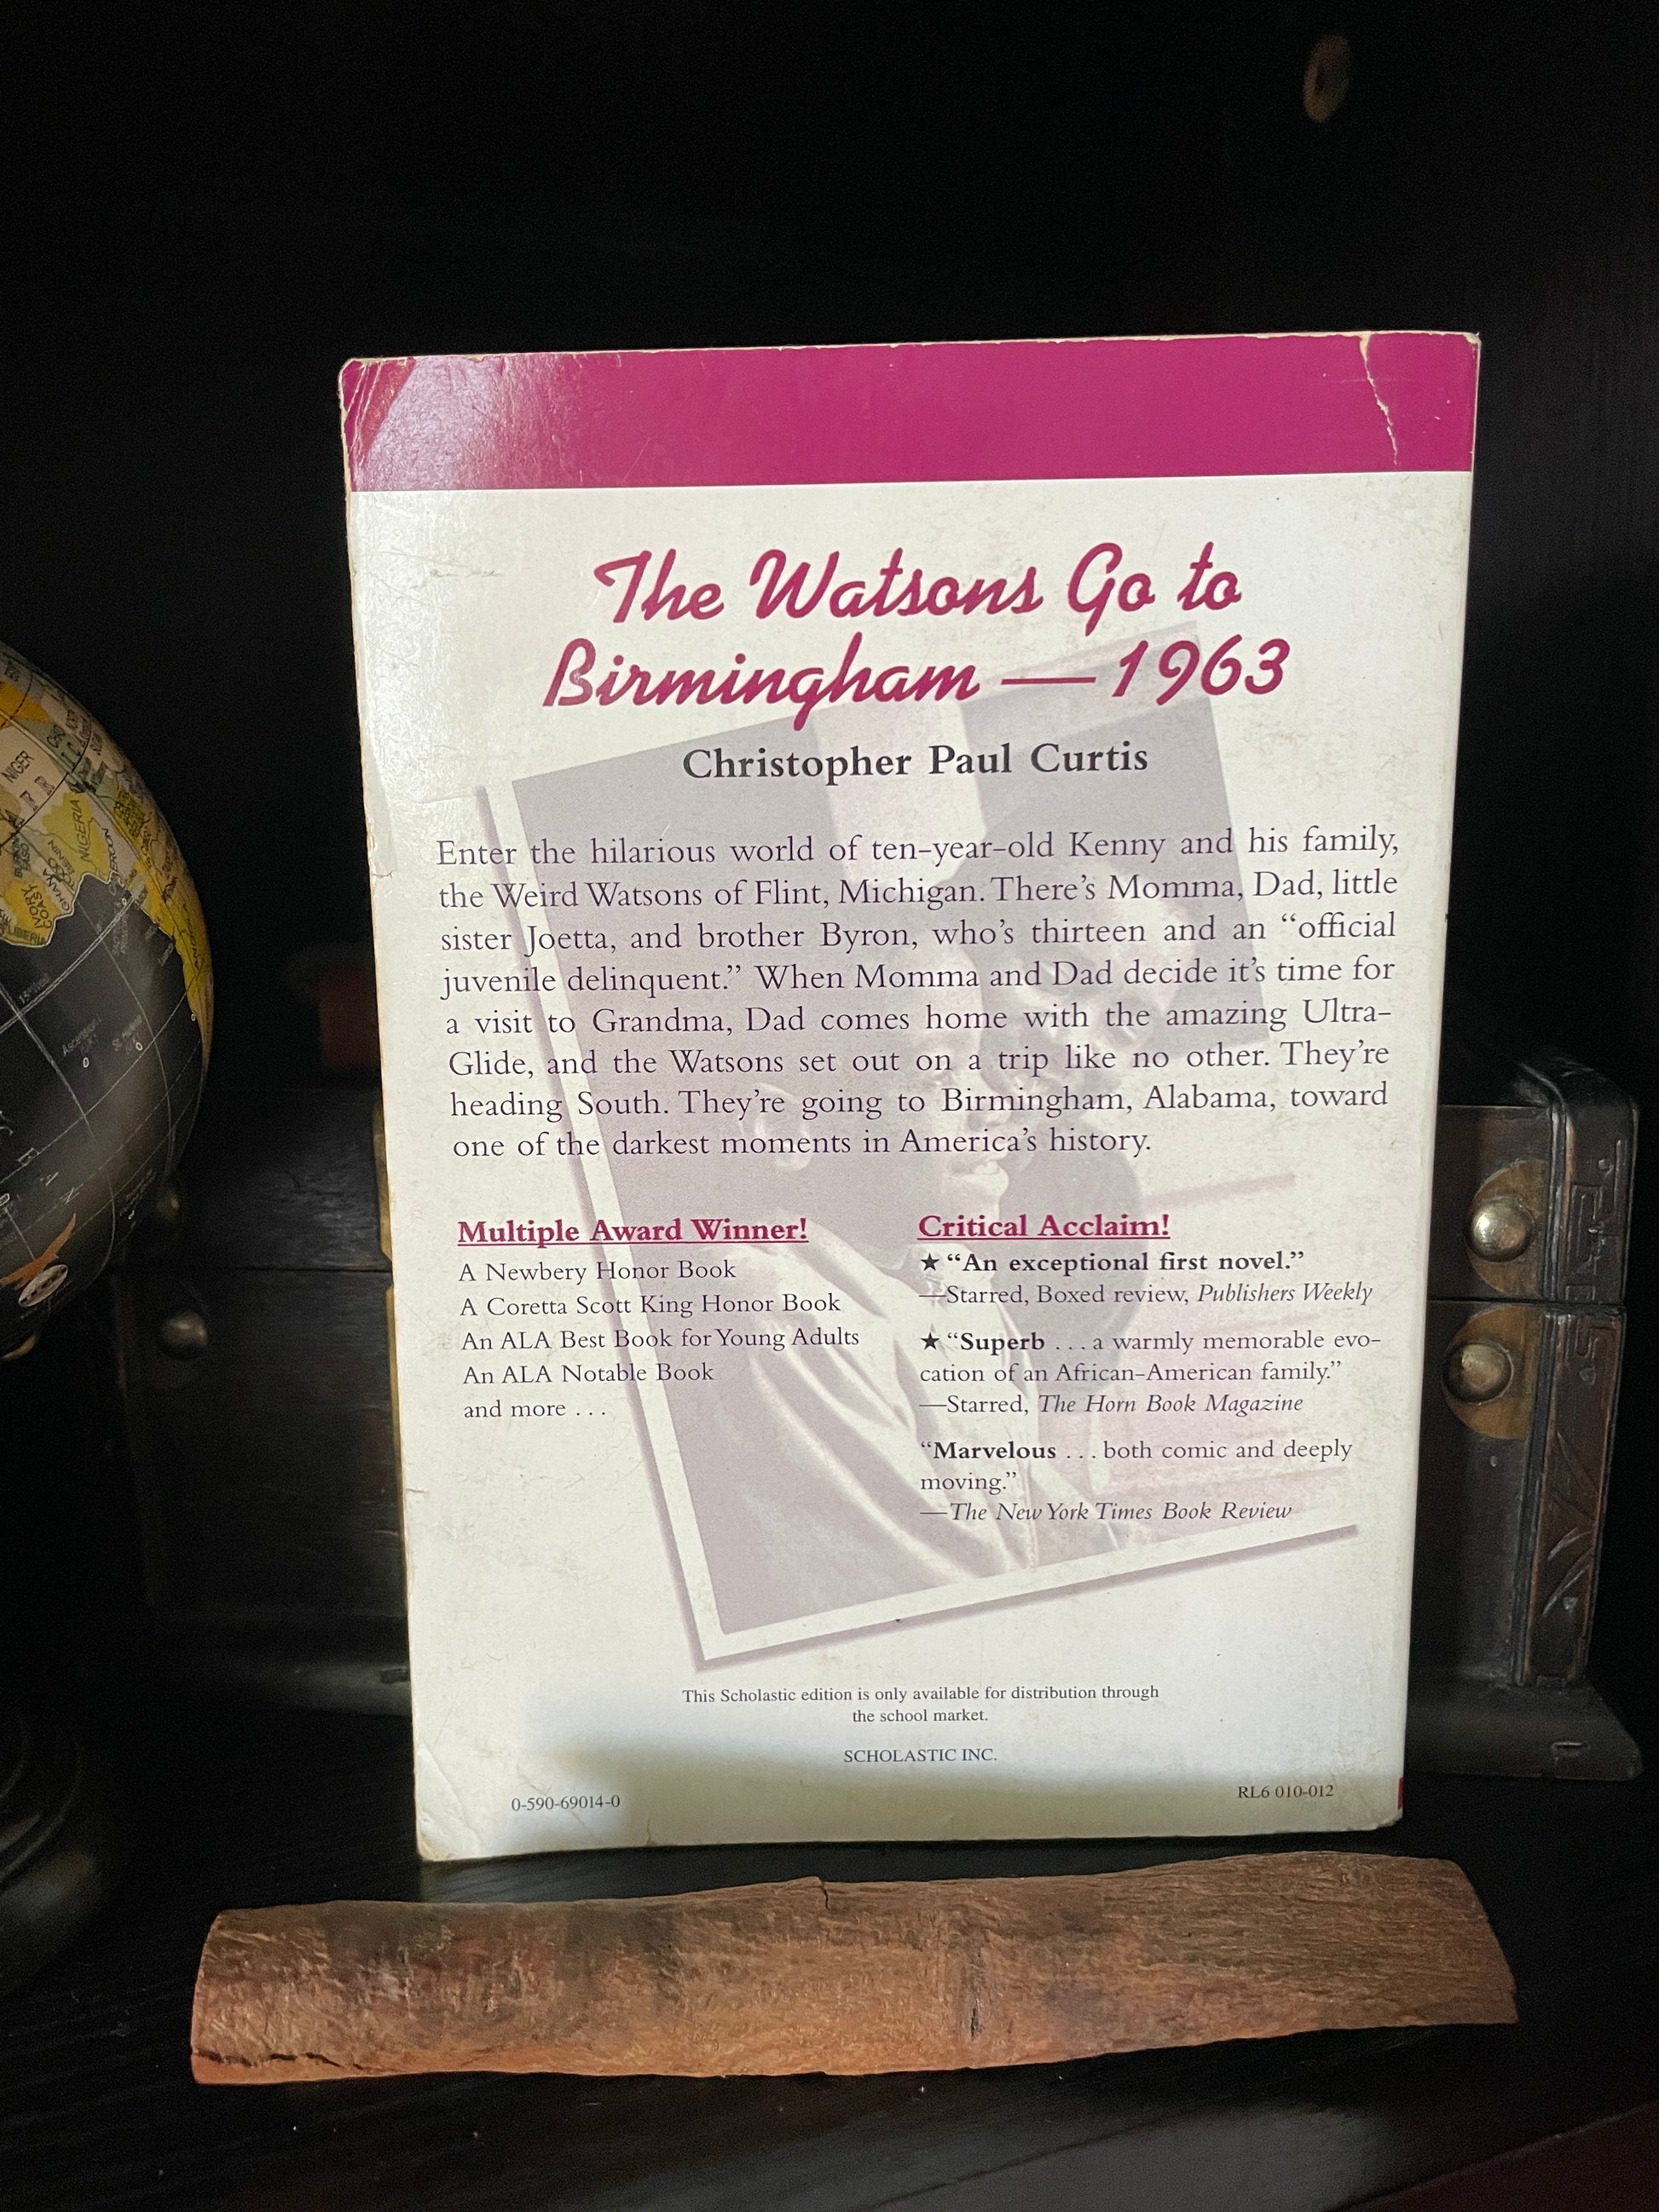 The Watsons Go to
Birmingham — 1963
Christopher Paul Curtis
Enter the hilarious world of ten-year-old Kenny and his family,
the Weird Watsons of Flint, Michigan. There's Momma, Dad, little
sister Joetta, and brother Byron, who's thirteen and an “official
juvenile delinquent.” When Momma and Dad decide it's time for
a visit to Grandma, Dad comes home with the amazing Ultra-
Glide, and the Watsons set out on a trip like no other. They're
heading South. They're going to Birmingham, Alabama, toward
one of the darkest moments in America's history.
Multiple Award Winner!
A Newbery Honor Book
A Coretta Scott King Honor Book
An ALA Best Book for Young Adults
An ALA Notable Book
and more . . .
Critical Acclaim!
★ “An exceptional first novel.”
—Starred, Boxed review, Publishers Weekly
★ “Superb . . . a warmly memorable evo-
cation of an African-American family.”
—Starred, The Horn Book Magazine
“Marvelous . . . both comic and deeply
moving.”
—The New York Times Book Review
This Scholastic edition is only available for distribution through
the school market.
SCHOLASTIC INC.
0-590-69014-0
RL6 010-012
NIGER
NIGERIA
BENIN
GHANA
IVORY
COAST
LIBERIA
CAMEROON